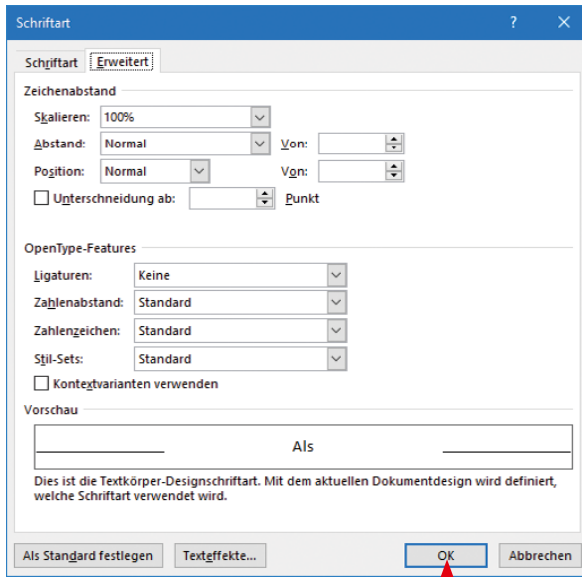 Schriftart ?
Schriftart Erweitert
Zeichenabstand
Skalieren: 100%
Abstand: Normal Von:
Position: Normal Von:
Unterschneidung ab: Punkt
OpenType-Features
Ligaturen: Keine
Zahlenabstand: Standard
Zahlenzeichen: Standard
Stil-Sets: Standard
Kontextvarianten verwenden
Vorschau
Als
Dies ist die Textkörper-Designschriftart. Mit dem aktuellen Dokumentdesign wird definiert,
welche Schriftart verwendet wird.
Als Standard festlegen Texteffekte... OK Abbrechen